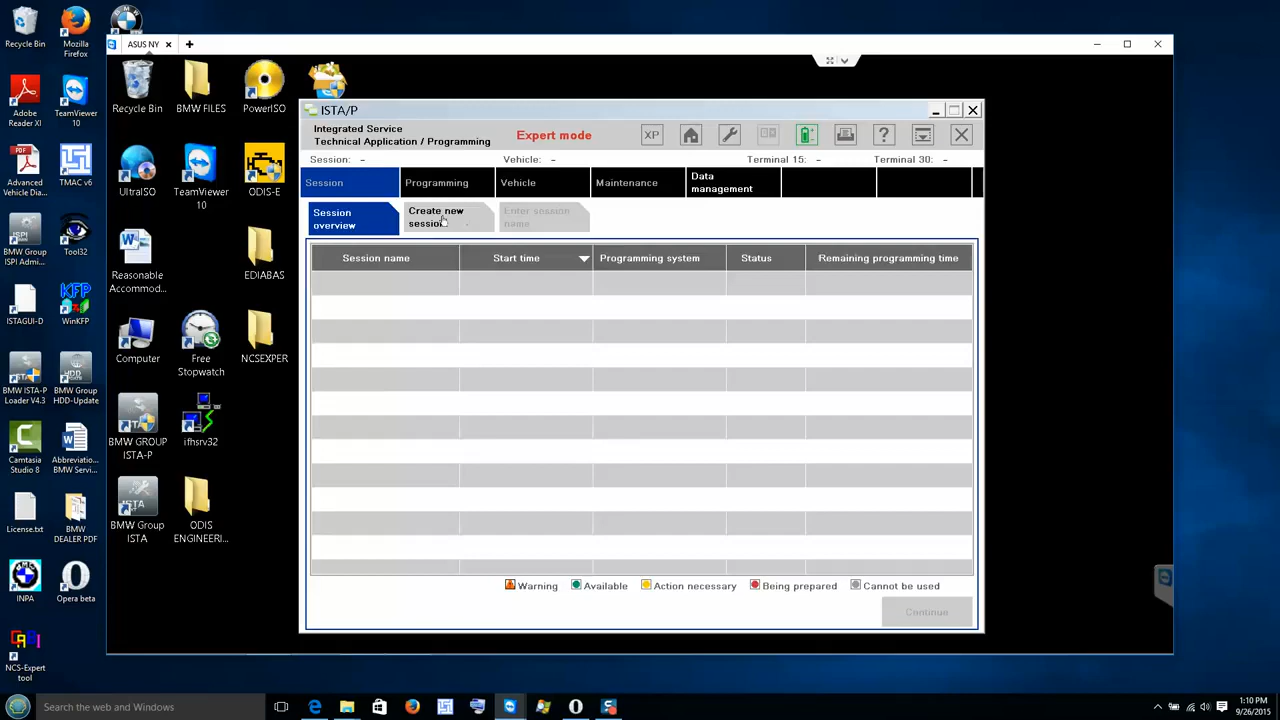 Recycle Bin
Mozilla
Firefox
Adobe
Reader XI
TeamViewer
10
Advanced
Vehicle Da...
TMAC v6
BMW Group
ISPI Admi...
Tool32
ISTAGUI-D
WinKFP
BMW ISTA-P
Loader V4.3
BMW Group
HDD-Update
Camtasia
Studio 8
Abbreviatio...
BMW Servi...
License.txt
BMW
DEALER PDF
INPA
Opera beta
NCS-Expert
tool
ASUS NY
Recycle Bin
BMW FILES
PowerISO
UltraISO
TeamViewer
10
ODIS-E
Reasonable
Accommod...
EDIABAS
Computer
Free
Stopwatch
NCSEXPER
BMW GROUP
ISTA-P
ifhsrv32
BMW Group
ISTA
ODIS
ENGINEERI...
ISTA/P
Integrated Service
Technical Application / Programming
Expert mode
XP
Session: -
Vehicle: -
Terminal 15: -
Terminal 30: -
Session
Programming
Vehicle
Maintenance
Data
management
Session
overview
Create new
session
Enter session
name
Session name
Start time
Programming system
Status
Remaining programming time
Warning
Available
Action necessary
Being prepared
Cannot be used
Continue
Search the web and Windows
1:10 PM
9/26/2015